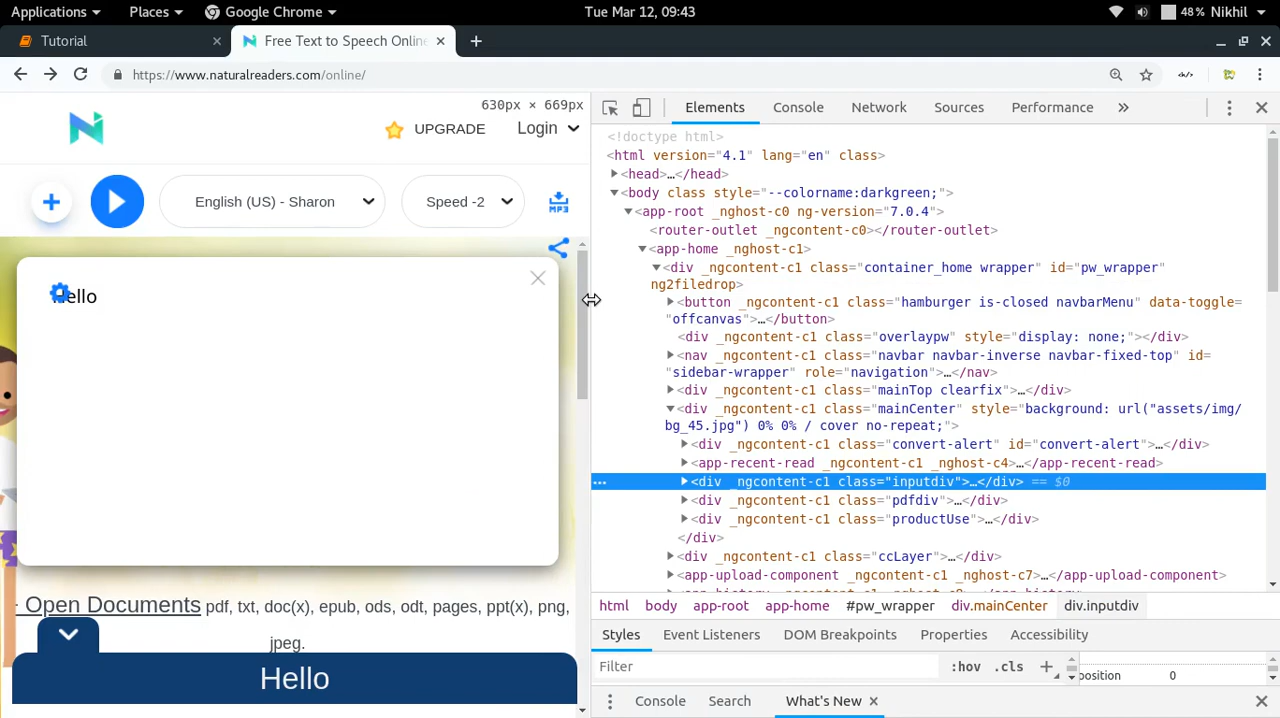 Applications Places Google Chrome Tue Mar 12, 09:43 48% Nikhil
Tutorial Free Text to Speech Online
https://www.naturalreaders.com/online/
630px × 669px
UPGRADE Login
English (US) - Sharon Speed -2 MP3
Hello
Open Documents pdf, txt, doc(x), epub, ods, odt, pages, ppt(x), png,
jpeg.
Hello
Elements Console Network Sources Performance »
<!doctype html>
<html version="4.1" lang="en" class>
<head>…</head>
<body class style="--colorname:darkgreen;">
<app-root _nghost-c0 ng-version="7.0.4">
<router-outlet _ngcontent-c0></router-outlet>
<app-home _nghost-c1>
<div _ngcontent-c1 class="container_home wrapper" id="pw_wrapper"
ng2filedrop>
<button _ngcontent-c1 class="hamburger is-closed navbarMenu" data-toggle=
"offcanvas">…</button>
<div _ngcontent-c1 class="overlaypw" style="display: none;"></div>
<nav _ngcontent-c1 class="navbar navbar-inverse navbar-fixed-top" id=
"sidebar-wrapper" role="navigation">…</nav>
<div _ngcontent-c1 class="mainTop clearfix">…</div>
<div _ngcontent-c1 class="mainCenter" style="background: url("assets/img/
bg_45.jpg") 0% 0% / cover no-repeat;">
<div _ngcontent-c1 class="convert-alert" id="convert-alert">…</div>
<app-recent-read _ngcontent-c1 _nghost-c4>…</app-recent-read>
<div _ngcontent-c1 class="inputdiv">…</div> == $0
<div _ngcontent-c1 class="pdfdiv">…</div>
<div _ngcontent-c1 class="productUse">…</div>
</div>
<div _ngcontent-c1 class="ccLayer">…</div>
<app-upload-component _ngcontent-c1 _nghost-c7>…</app-upload-component>
html body app-root app-home #pw_wrapper div.mainCenter div.inputdiv
Styles Event Listeners DOM Breakpoints Properties Accessibility
Filter :hov .cls + position 0
Console Search What's New